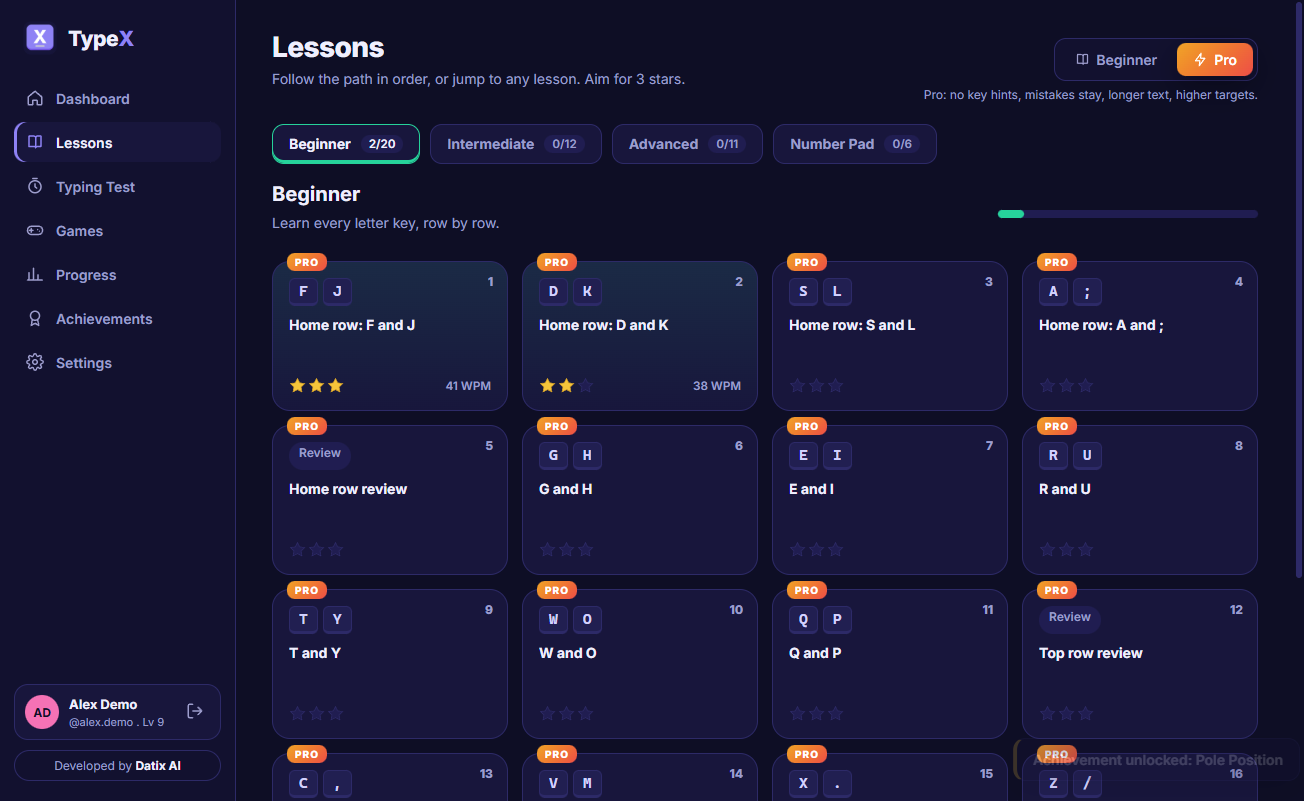 X TypeX
Dashboard
Lessons
Typing Test
Games
Progress
Achievements
Settings
AD
Alex Demo
@alex.demo . Lv 9
Developed by Datix AI
Lessons
Follow the path in order, or jump to any lesson. Aim for 3 stars.
Beginner Pro
Pro: no key hints, mistakes stay, longer text, higher targets.
Beginner 2/20 Intermediate 0/12 Advanced 0/11 Number Pad 0/6
Beginner
Learn every letter key, row by row.
PRO
F J 1
Home row: F and J
41 WPM
PRO
D K 2
Home row: D and K
38 WPM
PRO
S L 3
Home row: S and L
PRO
A ; 4
Home row: A and ;
PRO
Review 5
Home row review
PRO
G H 6
G and H
PRO
E I 7
E and I
PRO
R U 8
R and U
PRO
T Y 9
T and Y
PRO
W O 10
W and O
PRO
Q P 11
Q and P
PRO
Review 12
Top row review
PRO
C , 13
PRO
V M 14
PRO
X . 15
PRO
Z / 16
Achievement unlocked: Pole Position